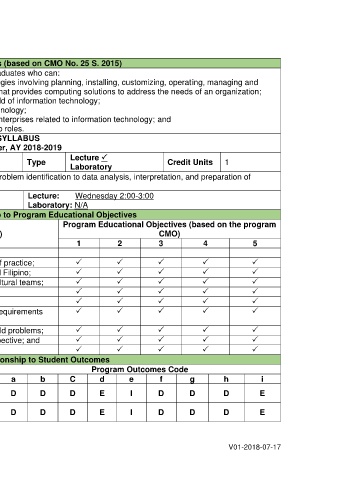 s (based on CMO No. 25 S. 2015)
aduates who can:
gies involving planning, installing, customizing, operating, managing and
hat provides computing solutions to address the needs of an organization;
ld of information technology;
nology;
nterprises related to information technology; and
p roles.
SYLLABUS
er, AY 2018-2019
Type Lecture ✓ Laboratory Credit Units 1
roblem identification to data analysis, interpretation, and preparation of
Lecture: Wednesday 2:00-3:00
Laboratory: N/A
p to Program Educational Objectives
) Program Educational Objectives (based on the program
CMO)
1 2 3 4 5
f practice; ✓ ✓ ✓ ✓ ✓
d Filipino; ✓ ✓ ✓ ✓ ✓
ltural teams; ✓ ✓ ✓ ✓ ✓
✓ ✓ ✓ ✓ ✓
✓ ✓ ✓ ✓ ✓
equirements ✓ ✓ ✓ ✓ ✓
ld problems; ✓ ✓ ✓ ✓ ✓
pective; and ✓ ✓ ✓ ✓ ✓
✓ ✓ ✓ ✓ ✓
onship to Student Outcomes
Program Outcomes Code
a b C d e f g h i
D D D E I D D D E
D D D E I D D D E
V01-2018-07-17